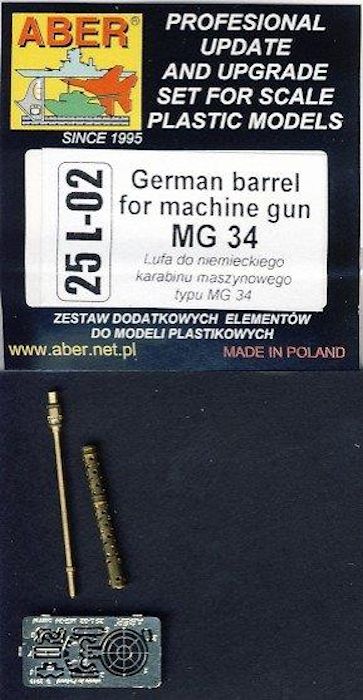 ABER®
SINCE 1995
PROFESIONAL
UPDATE
AND UPGRADE
SET FOR SCALE
PLASTIC MODELS
25 L-02
German barrel
for machine gun
MG 34
Lufa do niemieckiego
karabinu maszynowego
typu MG 34
ZESTAW DODATKOWYCH ELEMENTÓW
DO MODELI PLASTIKOWYCH
www.aber.net.pl
MADE IN POLAND